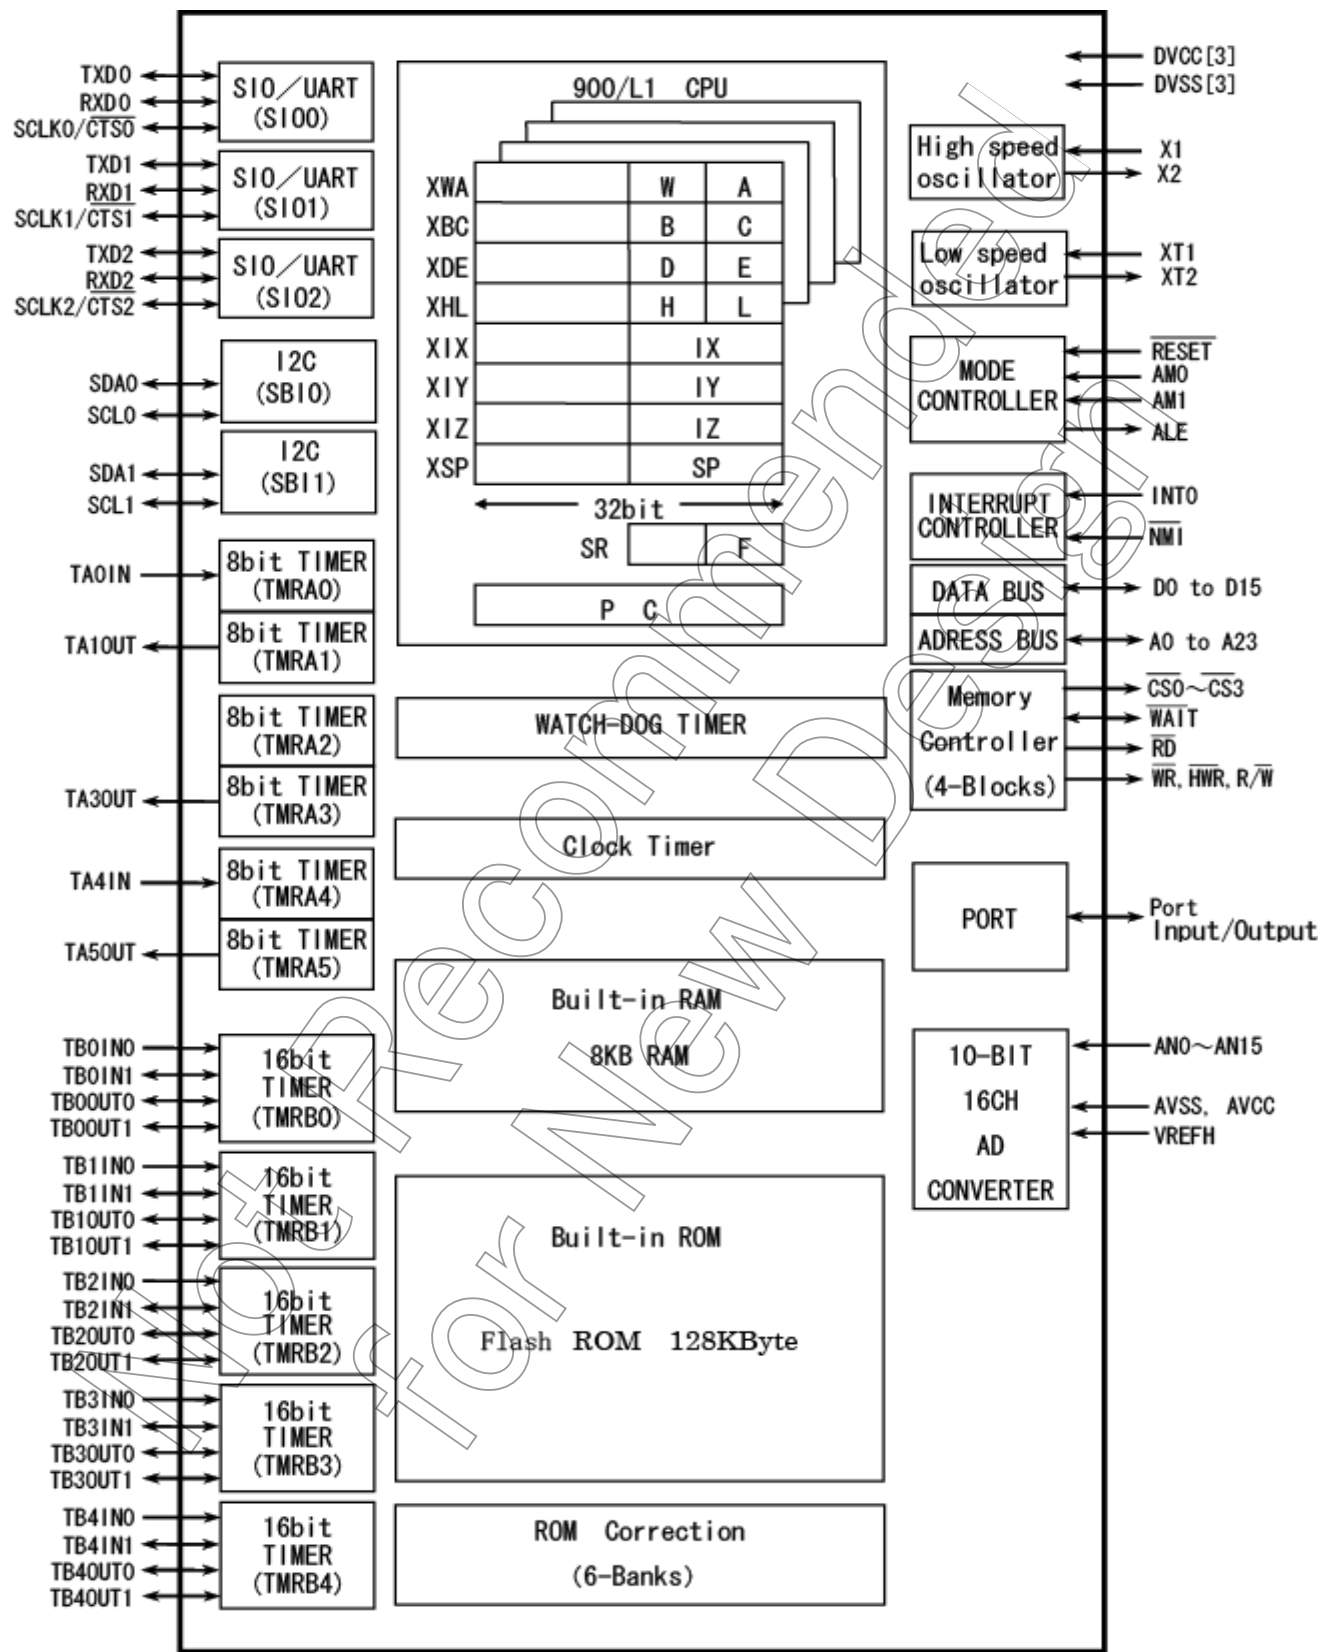 TXD0
RXD0
SCLK0/CTS0
SIO/UART
(SIO0)
TXD1
RXD1
SCLK1/CTS1
SIO/UART
(SIO1)
TXD2
RXD2
SCLK2/CTS2
SIO/UART
(SIO2)
SDA0
SCL0
I2C
(SBI0)
SDA1
SCL1
I2C
(SBI1)
TA0IN
8bit TIMER
(TMRA0)
TA1OUT
8bit TIMER
(TMRA1)
8bit TIMER
(TMRA2)
TA3OUT
8bit TIMER
(TMRA3)
TA4IN
8bit TIMER
(TMRA4)
TA5OUT
8bit TIMER
(TMRA5)
TB0IN0
TB0IN1
TB0OUT0
TB0OUT1
16bit
TIMER
(TMRB0)
TB1IN0
TB1IN1
TB1OUT0
TB1OUT1
16bit
TIMER
(TMRB1)
TB2IN0
TB2IN1
TB2OUT0
TB2OUT1
16bit
TIMER
(TMRB2)
TB3IN0
TB3IN1
TB3OUT0
TB3OUT1
16bit
TIMER
(TMRB3)
TB4IN0
TB4IN1
TB4OUT0
TB4OUT1
16bit
TIMER
(TMRB4)
900/L1 CPU
XWA W A
XBC B C
XDE D E
XHL H L
XIX IX
XIY IY
XIZ IZ
XSP SP
32bit
SR F
P C
WATCH-DOG TIMER
Clock Timer
Built-in RAM
8KB RAM
Built-in ROM
Flash ROM 128KByte
ROM Correction
(6-Banks)
DVCC[3]
DVSS[3]
High speed
oscillator
X1
X2
Low speed
oscillator
XT1
XT2
MODE
CONTROLLER
RESET
AM0
AM1
ALE
INTERRUPT
CONTROLLER
INT0
NMI
DATA BUS
D0 to D15
ADRESS BUS
A0 to A23
Memory
Controller
(4-Blocks)
CS0~CS3
WAIT
RD
WR, HWR, R/W
PORT
Port
Input/Output
10-BIT
16CH
AD
CONVERTER
AN0~AN15
AVSS, AVCC
VREFH
Not Recommended
for New Design